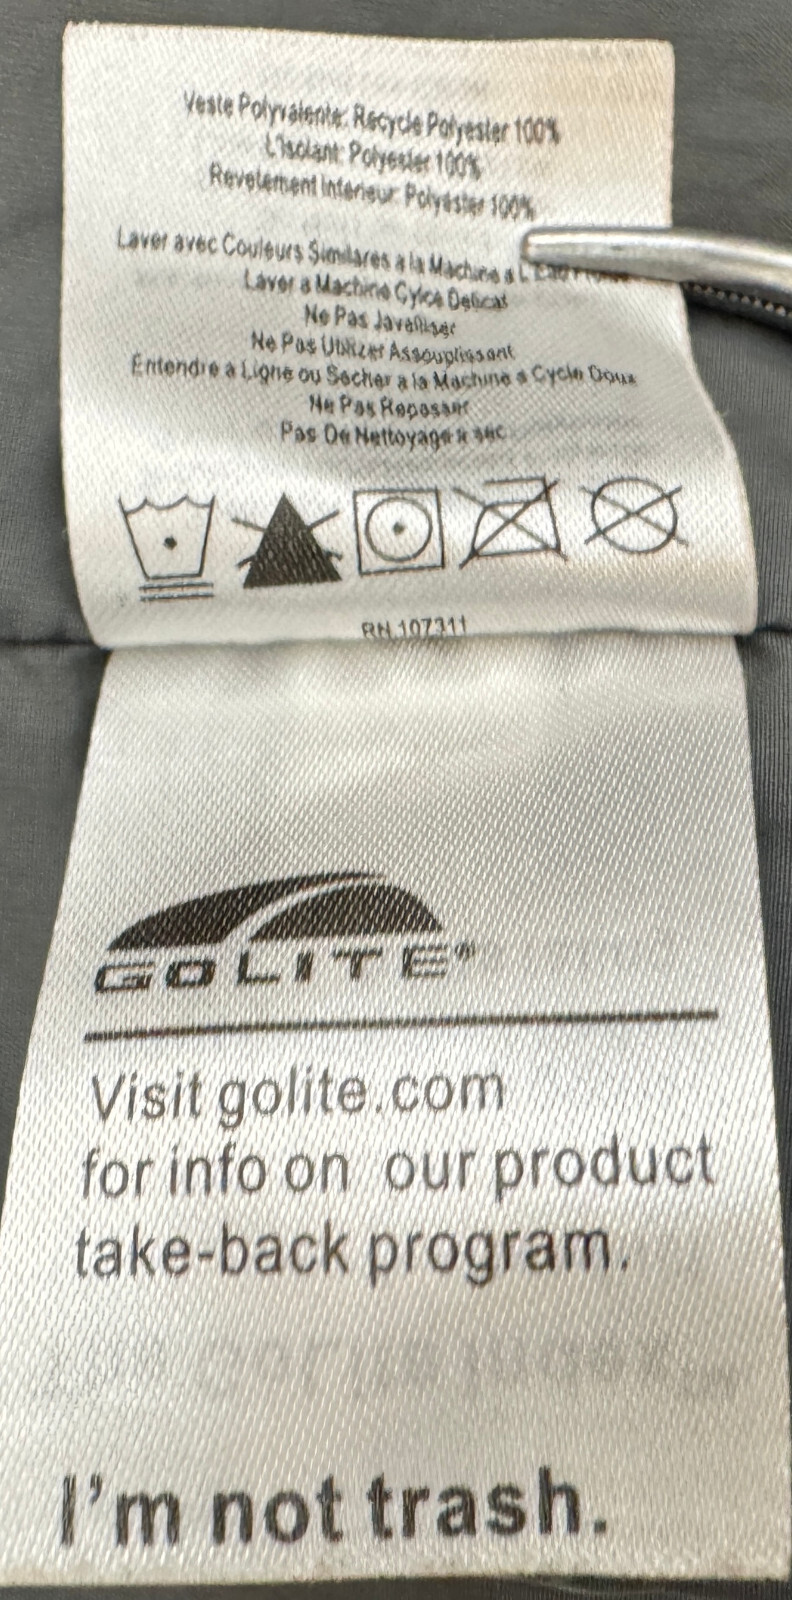 Veste Polyvalente: Recycle Polyester 100%
L'Isolant: Polyester 100%
Revetement Interieur: Polyester 100%
Laver avec Couleurs Similares a la Machine a L'Eau
Laver a Machine Cylce Delicat
Ne Pas Javelliser
Ne Pas Utilizer Assouplissant
Entendre a Ligne ou Secher a la Machine a Cycle Doux
Ne Pas Repasser
Pas De Nettoyage a sec
RN 107311
GOLITE®
Visit golite.com
for info on our product
take-back program.
I'm not trash.